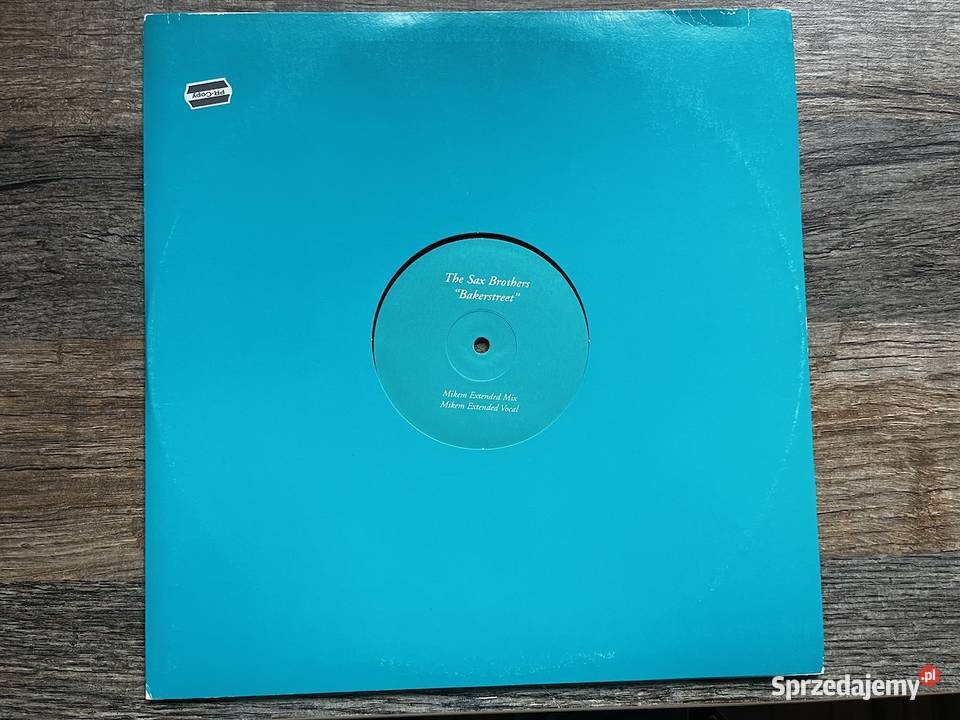 PR-Copy
The Sax Brothers
"Bakerstreet"
Mikem Extended Mix
Mikem Extended Vocal
Sprzedajemy.pl